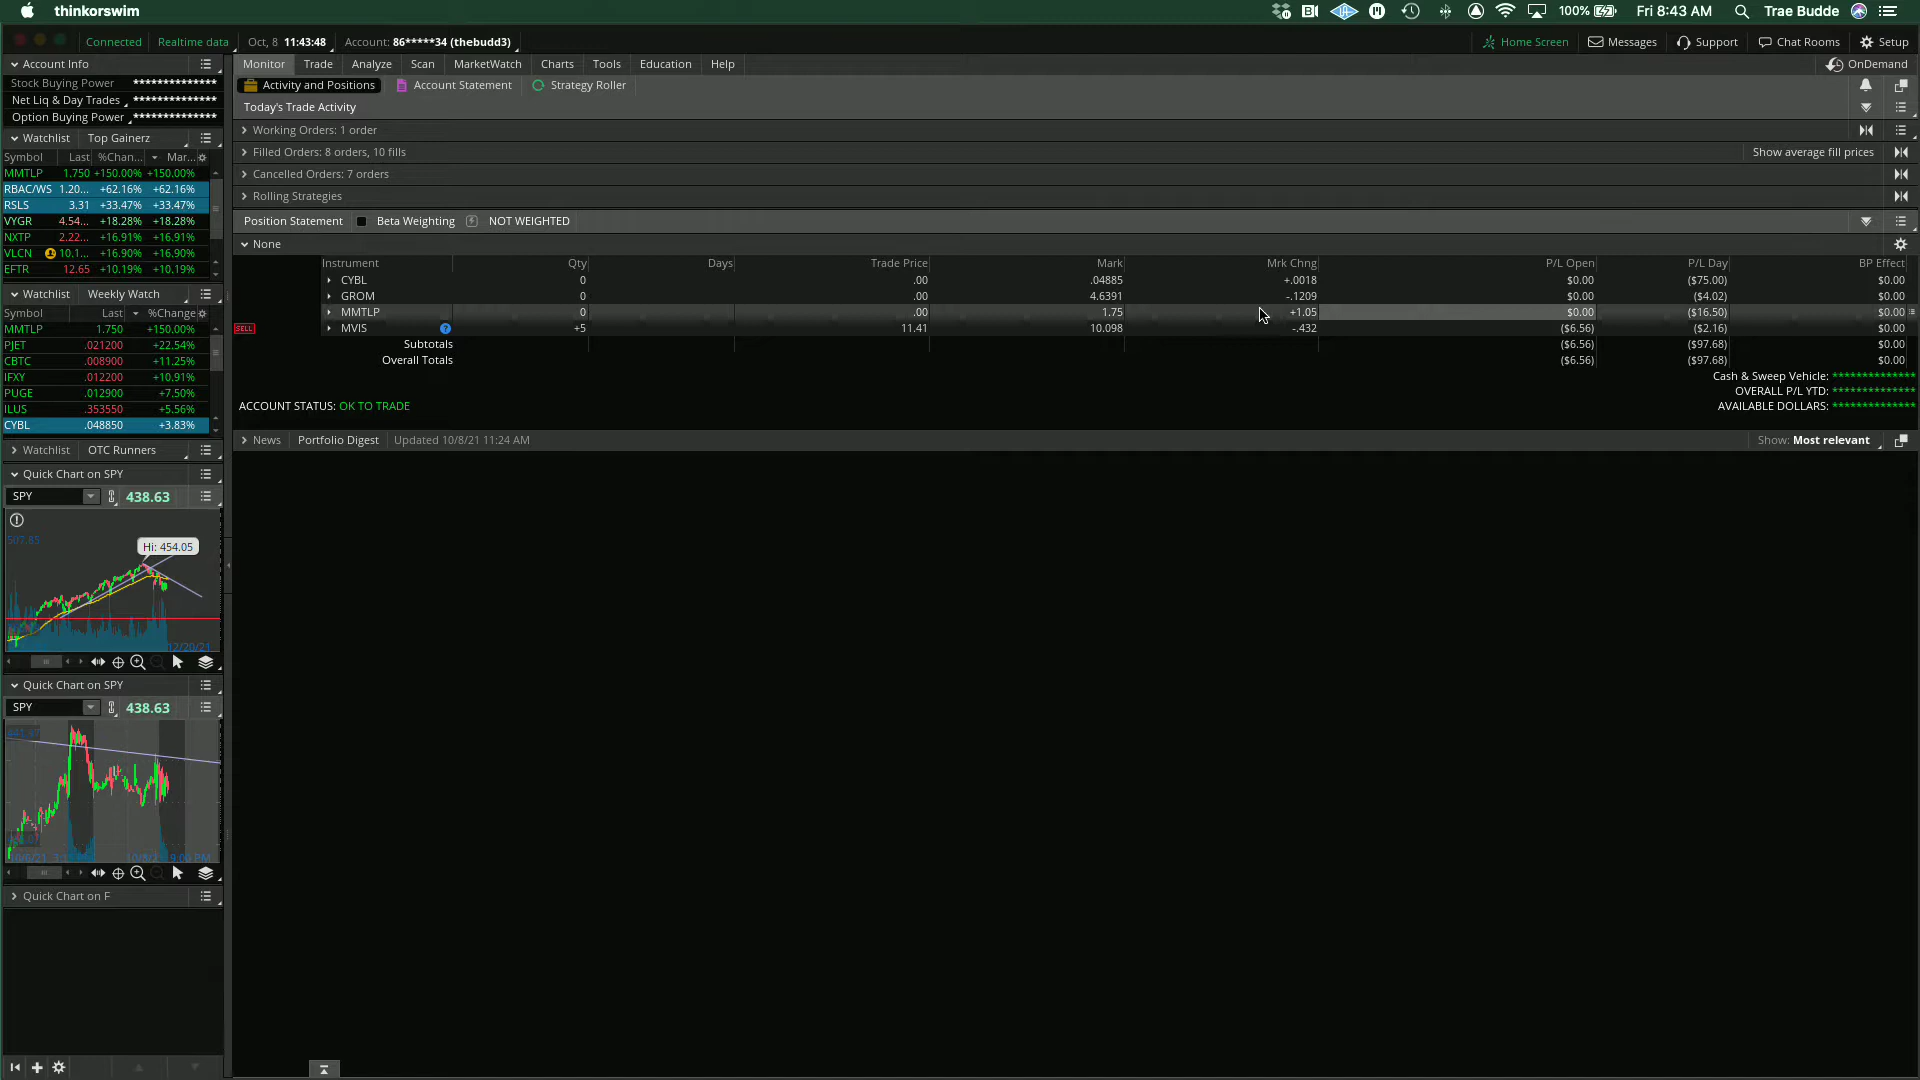 thinkorswim
100%
Fri 8:43 AM
Trae Budde
Connected
Realtime data
Oct, 8 11:43:48
Account: 86*****34 (thebudd3)
Home Screen
Messages
Support
Chat Rooms
Setup
Account Info
Stock Buying Power **************
Net Liq & Day Trades **************
Option Buying Power **************
Monitor Trade Analyze Scan MarketWatch Charts Tools Education Help
OnDemand
Activity and Positions
Account Statement
Strategy Roller
Today's Trade Activity
Working Orders: 1 order
Filled Orders: 8 orders, 10 fills
Show average fill prices
Cancelled Orders: 7 orders
Rolling Strategies
Position Statement
Beta Weighting
NOT WEIGHTED
None
Instrument Qty Days Trade Price Mark Mrk Chng P/L Open P/L Day BP Effect
CYBL 0 .00 .04885 +.0018 $0.00 ($75.00) $0.00
GROM 0 .00 4.6391 -.1209 $0.00 ($4.02) $0.00
MMTLP 0 .00 1.75 +1.05 $0.00 ($16.50) $0.00
SELL MVIS +5 11.41 10.098 -.432 ($6.56) ($2.16) $0.00
Subtotals ($6.56) ($97.68) $0.00
Overall Totals ($6.56) ($97.68) $0.00
Cash & Sweep Vehicle: **************
OVERALL P/L YTD: **************
AVAILABLE DOLLARS: **************
ACCOUNT STATUS: OK TO TRADE
News Portfolio Digest Updated 10/8/21 11:24 AM
Show: Most relevant
Watchlist Top Gainerz
Symbol Last %Chan... Mar...
MMTLP 1.750 +150.00% +150.00%
RBAC/WS 1.20... +62.16% +62.16%
RSLS 3.31 +33.47% +33.47%
VYGR 4.54... +18.28% +18.28%
NXTP 2.22... +16.91% +16.91%
VLCN 10.1... +16.90% +16.90%
EFTR 12.65 +10.19% +10.19%
Watchlist Weekly Watch
Symbol Last %Change
MMTLP 1.750 +150.00%
PJET .021200 +22.54%
CBTC .008900 +11.25%
IFXY .012200 +10.91%
PUGE .012900 +7.50%
ILUS .353550 +5.56%
CYBL .048850 +3.83%
Watchlist OTC Runners
Quick Chart on SPY
SPY 438.63
507.85
Hi: 454.05
12/20/21
Quick Chart on SPY
SPY 438.63
Quick Chart on F